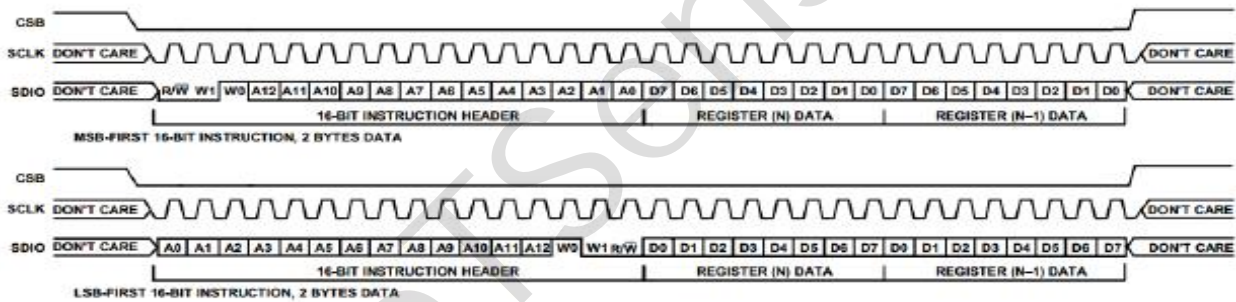 CSB
SCLK DON'T CARE DON'T CARE
SDIO DON'T CARE R/W W1 W0 A12 A11 A10 A9 A8 A7 A6 A5 A4 A3 A2 A1 A0 D7 D6 D5 D4 D3 D2 D1 D0 D7 D6 D5 D4 D3 D2 D1 D0 DON'T CARE
16-BIT INSTRUCTION HEADER REGISTER (N) DATA REGISTER (N–1) DATA
MSB-FIRST 16-BIT INSTRUCTION, 2 BYTES DATA
CSB
SCLK DON'T CARE DON'T CARE
SDIO DON'T CARE A0 A1 A2 A3 A4 A5 A6 A7 A8 A9 A10 A11 A12 W0 W1 R/W D0 D1 D2 D3 D4 D5 D6 D7 D0 D1 D2 D3 D4 D5 D6 D7 DON'T CARE
16-BIT INSTRUCTION HEADER REGISTER (N) DATA REGISTER (N–1) DATA
LSB-FIRST 16-BIT INSTRUCTION, 2 BYTES DATA